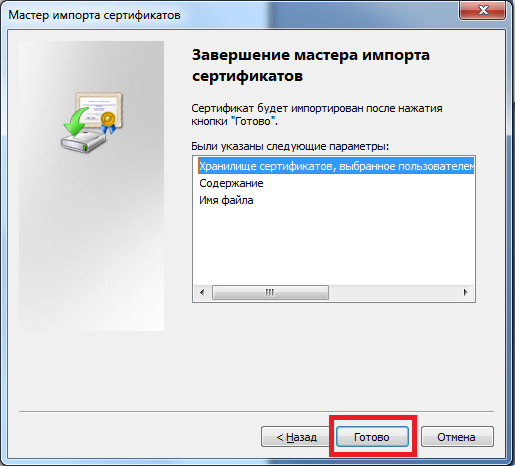 Мастер импорта сертификатов
Завершение мастера импорта
сертификатов
Сертификат будет импортирован после нажатия
кнопки "Готово".
Были указаны следующие параметры:
Хранилище сертификатов, выбранное пользователем
Содержание
Имя файла
< Назад
Готово
Отмена